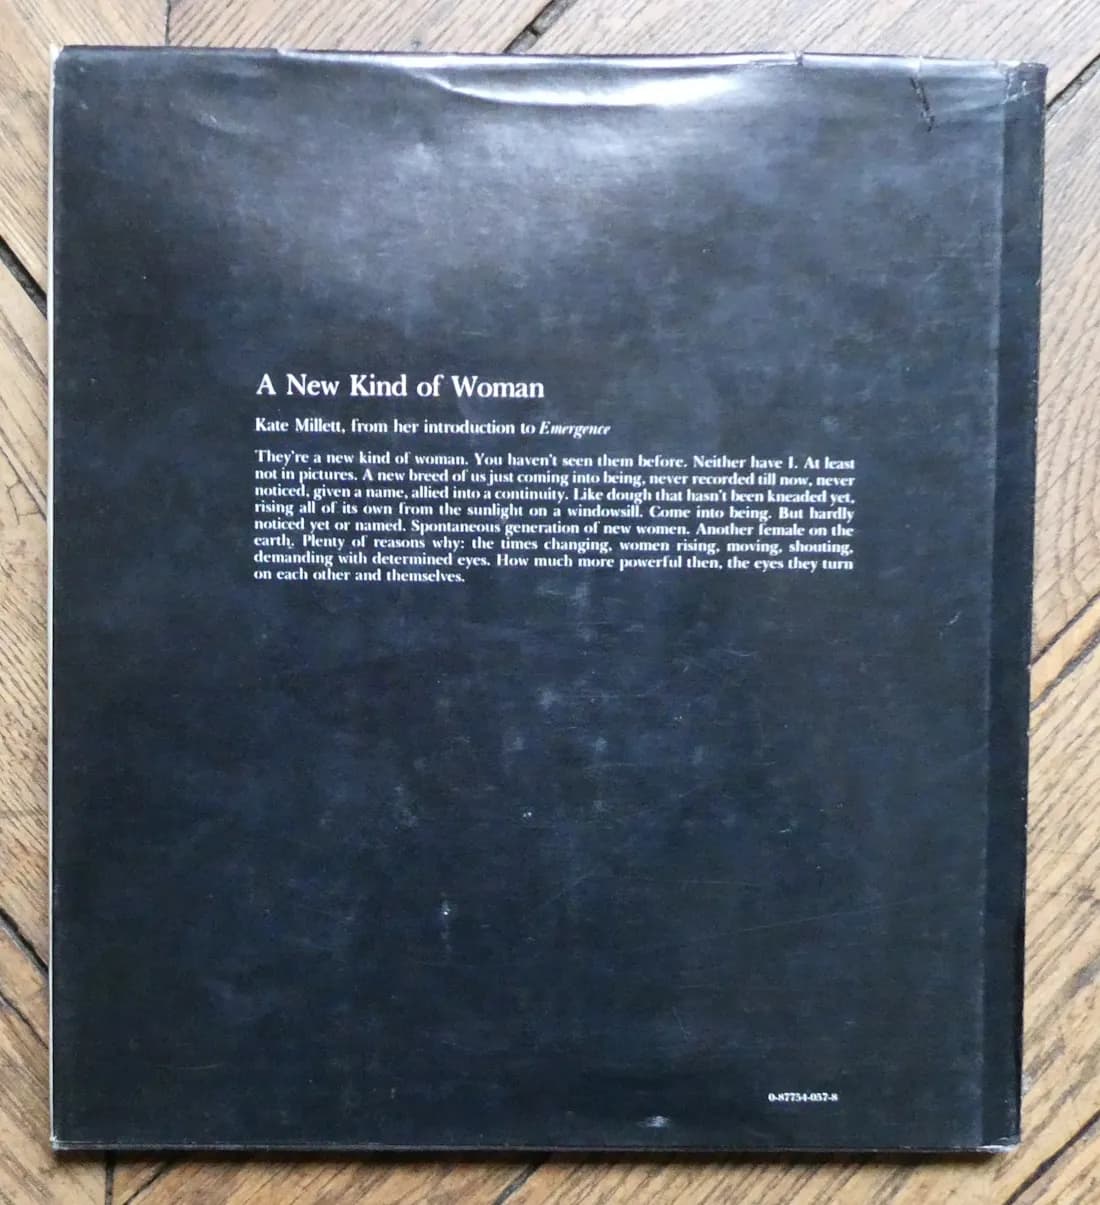 A New Kind of Woman
Kate Millett, from her introduction to Emergence
They're a new kind of woman. You haven't seen them before. Neither have I. At least
not in pictures. A new breed of us just coming into being, never recorded till now, never
noticed, given a name, allied into a continuity. Like dough that hasn't been kneaded yet,
rising all of its own from the sunlight on a windowsill. Come into being. But hardly
noticed yet or named. Spontaneous generation of new women. Another female on the
earth. Plenty of reasons why: the times changing, women rising, moving, shouting,
demanding with determined eyes. How much more powerful then, the eyes they turn
on each other and themselves.
0-87754-057-8